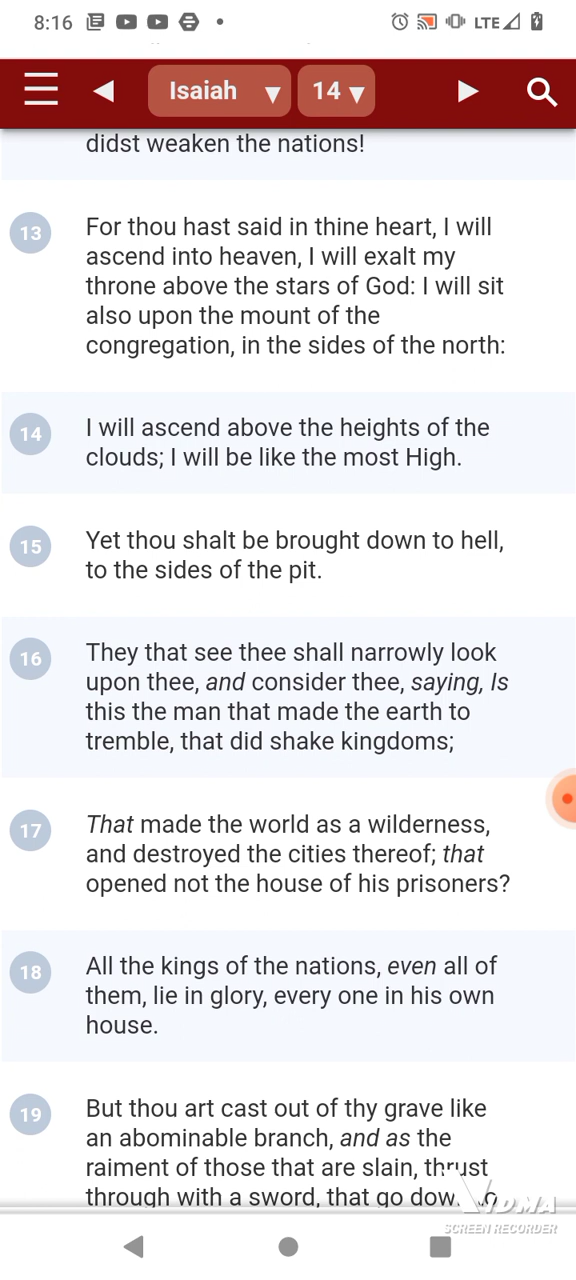 8:16
LTE
Isaiah
14
didst weaken the nations!
13
For thou hast said in thine heart, I will
ascend into heaven, I will exalt my
throne above the stars of God: I will sit
also upon the mount of the
congregation, in the sides of the north:
14
I will ascend above the heights of the
clouds; I will be like the most High.
15
Yet thou shalt be brought down to hell,
to the sides of the pit.
16
They that see thee shall narrowly look
upon thee, and consider thee, saying, Is
this the man that made the earth to
tremble, that did shake kingdoms;
17
That made the world as a wilderness,
and destroyed the cities thereof; that
opened not the house of his prisoners?
18
All the kings of the nations, even all of
them, lie in glory, every one in his own
house.
19
But thou art cast out of thy grave like
an abominable branch, and as the
raiment of those that are slain, thrust
through with a sword, that go down to
VIDMA
SCREEN RECORDER